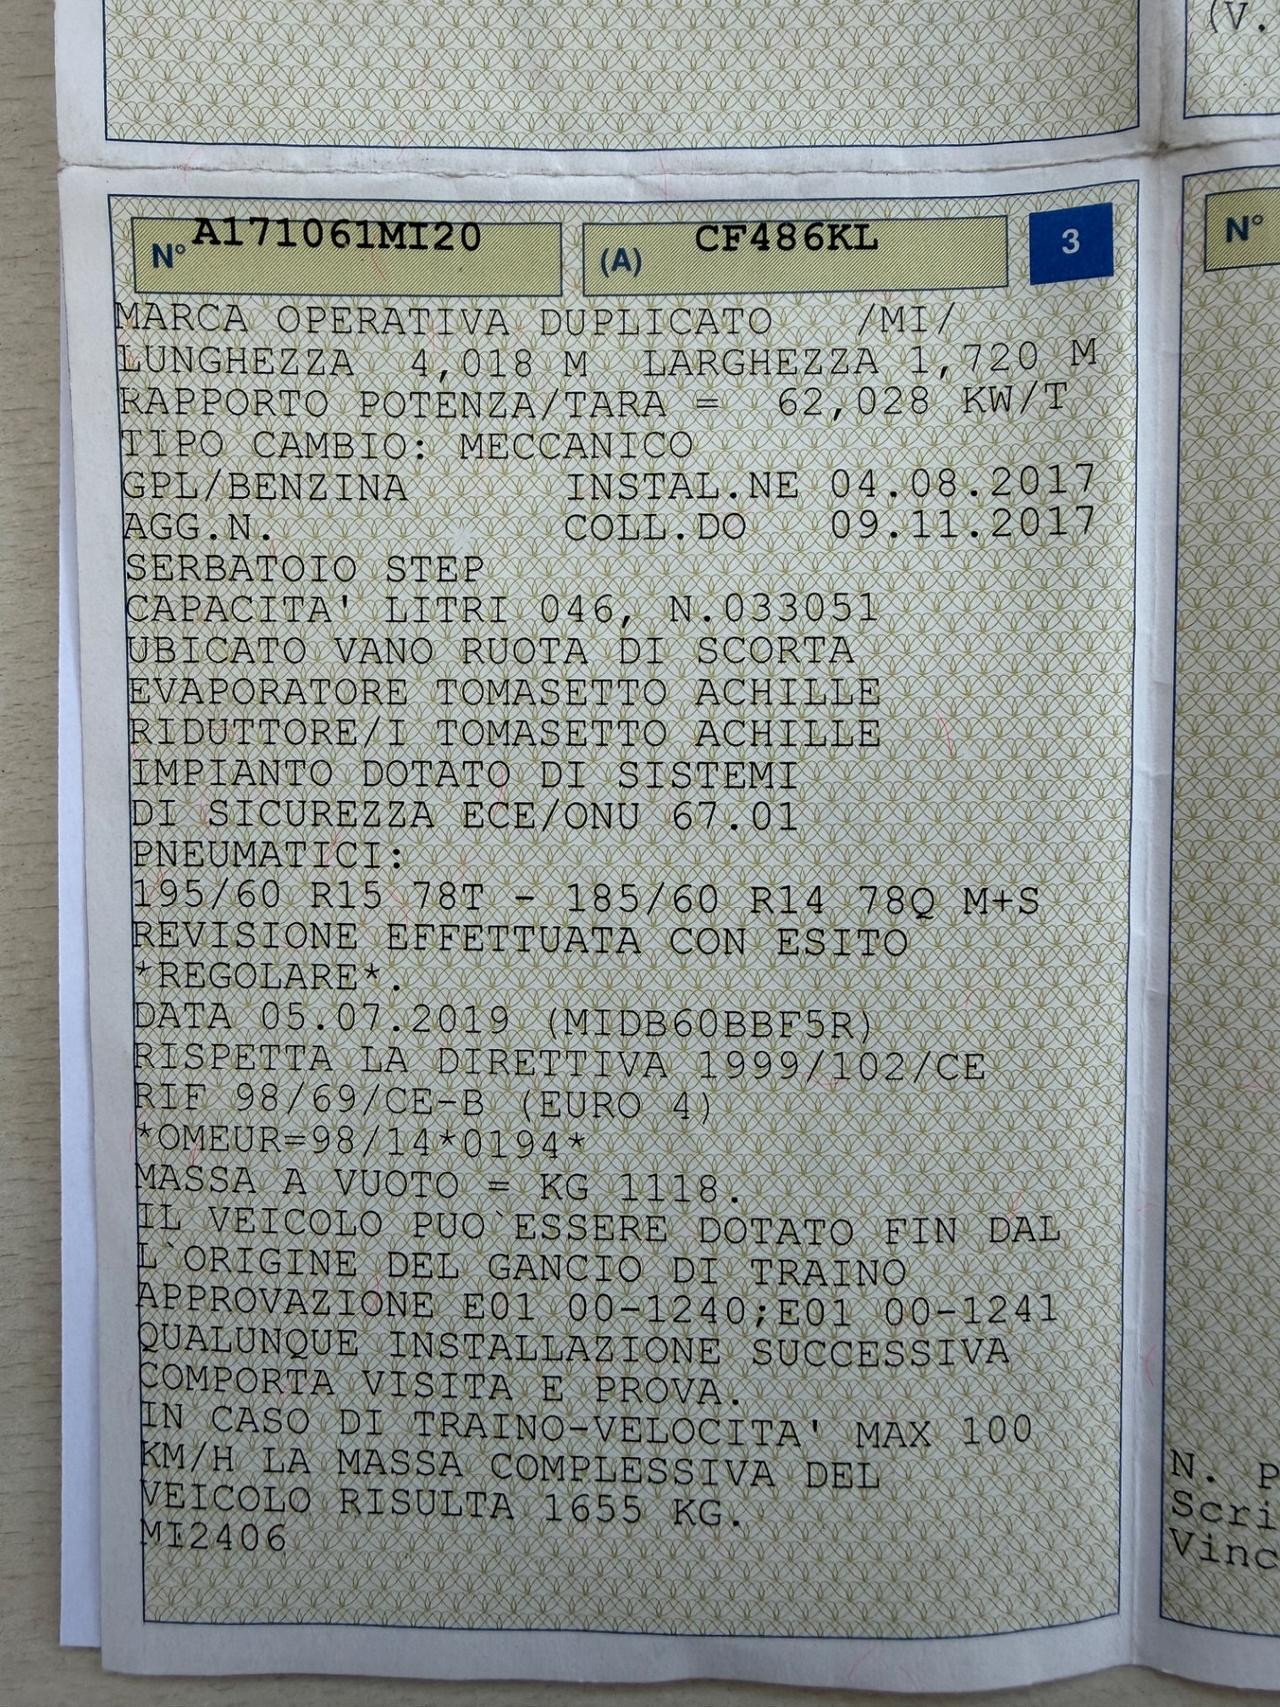 (V.
N° A171061MI20 (A) CF486KL 3
N°
MARCA OPERATIVA DUPLICATO /MI/
LUNGHEZZA 4,018 M LARGHEZZA 1,720 M
RAPPORTO POTENZA/TARA = 62,028 KW/T
TIPO CAMBIO: MECCANICO
GPL/BENZINA INSTAL.NE 04.08.2017
AGG.N. COLL.DO 09.11.2017
SERBATOIO STEP
CAPACITA' LITRI 046, N.033051
UBICATO VANO RUOTA DI SCORTA
EVAPORATORE TOMASETTO ACHILLE
RIDUTTORE/I TOMASETTO ACHILLE
IMPIANTO DOTATO DI SISTEMI
DI SICUREZZA ECE/ONU 67.01
PNEUMATICI:
195/60 R15 78T - 185/60 R14 78Q M+S
REVISIONE EFFETTUATA CON ESITO
*REGOLARE*.
DATA 05.07.2019 (MIDB60BBF5R)
RISPETTA LA DIRETTIVA 1999/102/CE
RIF 98/69/CE-B (EURO 4)
*OMEUR=98/14*0194*
MASSA A VUOTO = KG 1118.
IL VEICOLO PUO`ESSERE DOTATO FIN DAL
L`ORIGINE DEL GANCIO DI TRAINO
APPROVAZIONE E01 00-1240;E01 00-1241
QUALUNQUE INSTALLAZIONE SUCCESSIVA
COMPORTA VISITA E PROVA.
IN CASO DI TRAINO-VELOCITA' MAX 100
KM/H LA MASSA COMPLESSIVA DEL
VEICOLO RISULTA 1655 KG.
MI2406
N. P
Scri
Vinc